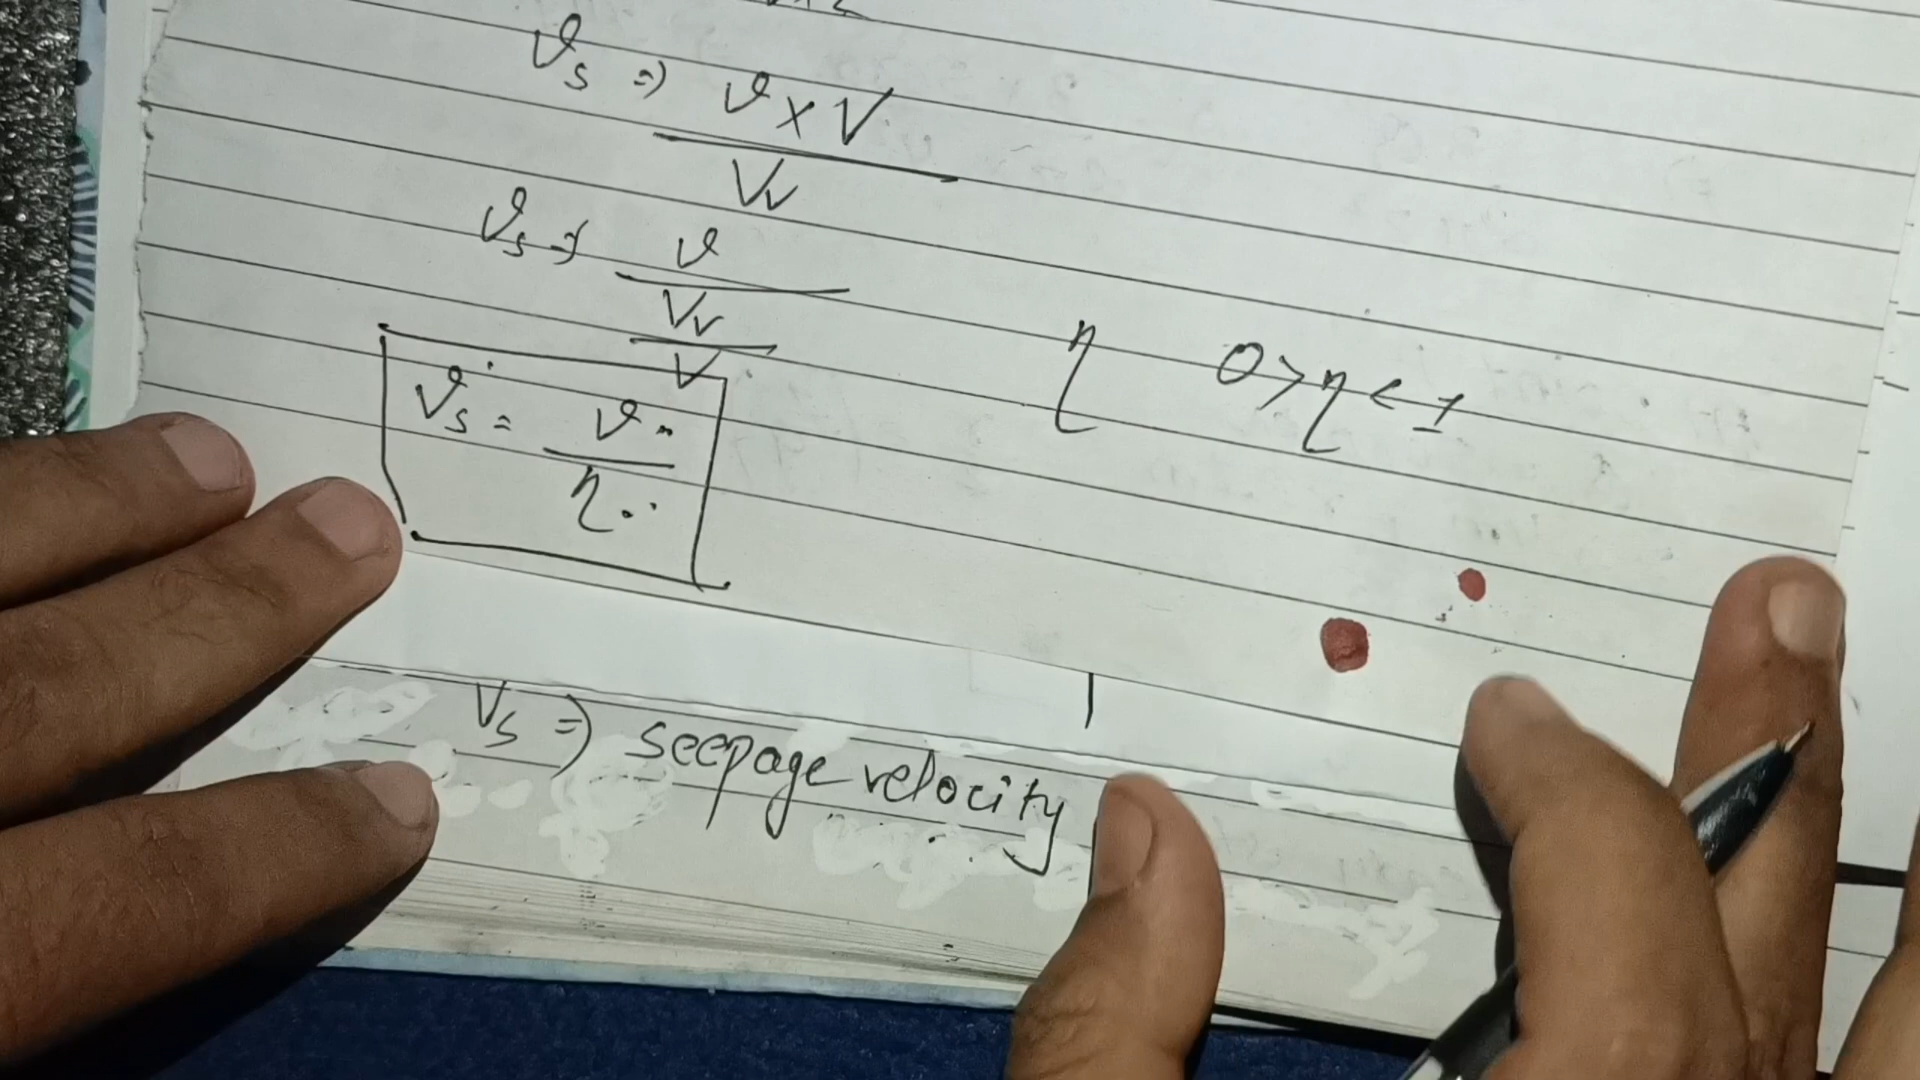 vs => v × V
Vv
vs => v
Vv
V
vs = v
η
η 0>η<1
Vs => seepage velocity